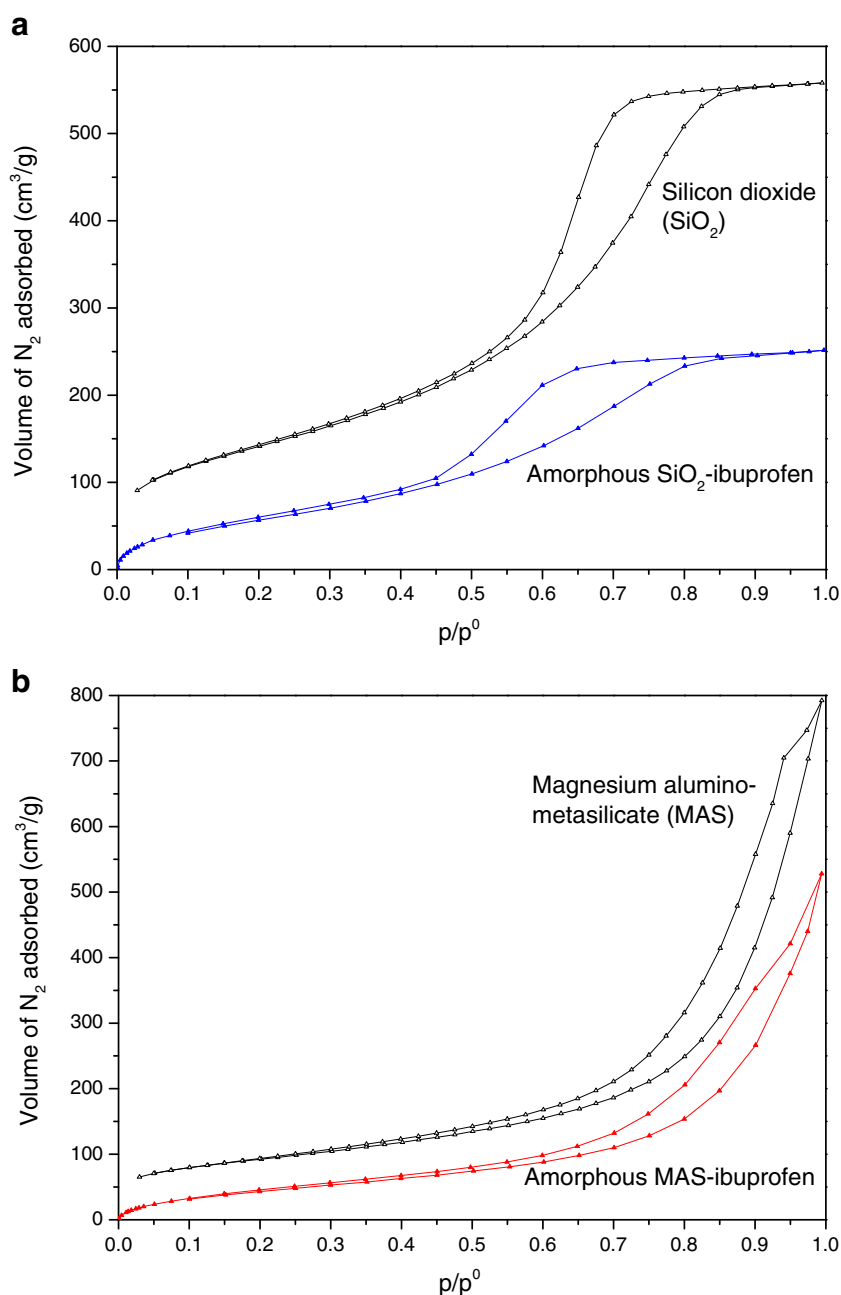 a
600
500
400
300
200
100
0
Volume of N₂ adsorbed (cm³/g)
Silicon dioxide
(SiO₂)
Amorphous SiO₂-ibuprofen
0.0 0.1 0.2 0.3 0.4 0.5 0.6 0.7 0.8 0.9 1.0
p/p⁰
b
800
700
600
500
400
300
200
100
0
Volume of N₂ adsorbed (cm³/g)
Magnesium alumino-
metasilicate (MAS)
Amorphous MAS-ibuprofen
0.0 0.1 0.2 0.3 0.4 0.5 0.6 0.7 0.8 0.9 1.0
p/p⁰